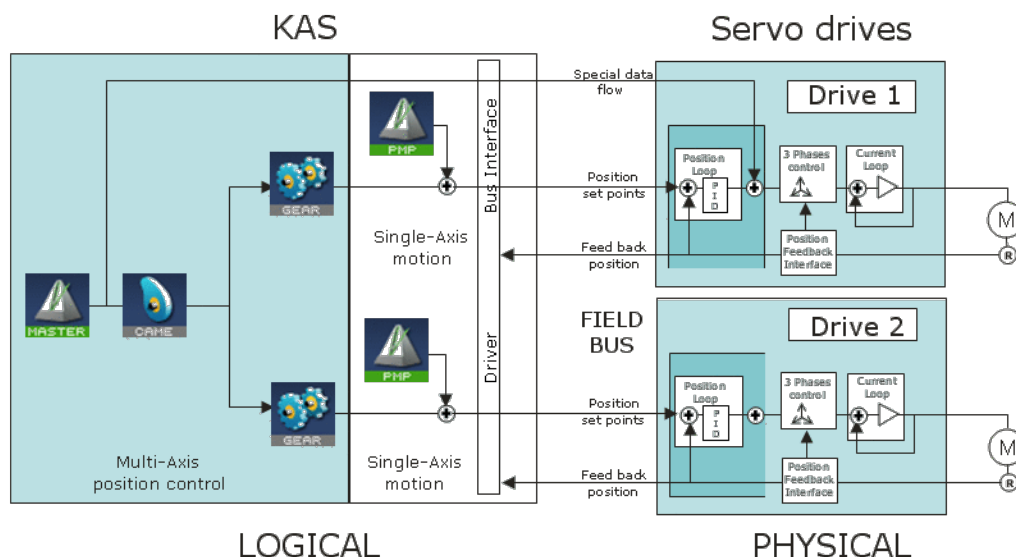 KAS
Servo drives
Special data
flow
Drive 1
PMP
Bus Interface
Position
Loop
P
I
D
3 Phases
control
Current
Loop
GEAR
Position
set points
Single-Axis
motion
Feed back
position
Position
Feedback
Interface
M
R
MASTER
CAME
FIELD
BUS
Drive 2
PMP
Driver
Position
Loop
P
I
D
3 Phases
control
Current
Loop
GEAR
Position
set points
Multi-Axis
position control
Single-Axis
motion
Feed back
position
Position
Feedback
Interface
M
R
LOGICAL
PHYSICAL